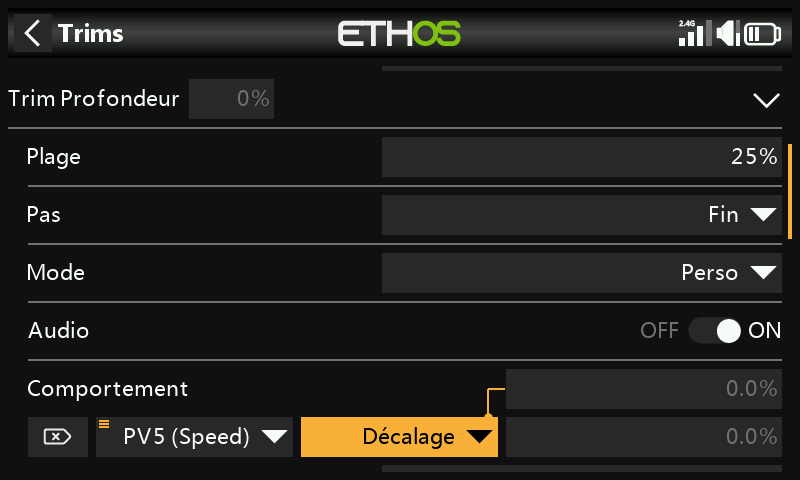 Trims
ETHOS
2.4G
Trim Profondeur 0%
Plage 25%
Pas Fin
Mode Perso
Audio OFF ON
Comportement 0.0%
PV5 (Speed) Décalage 0.0%